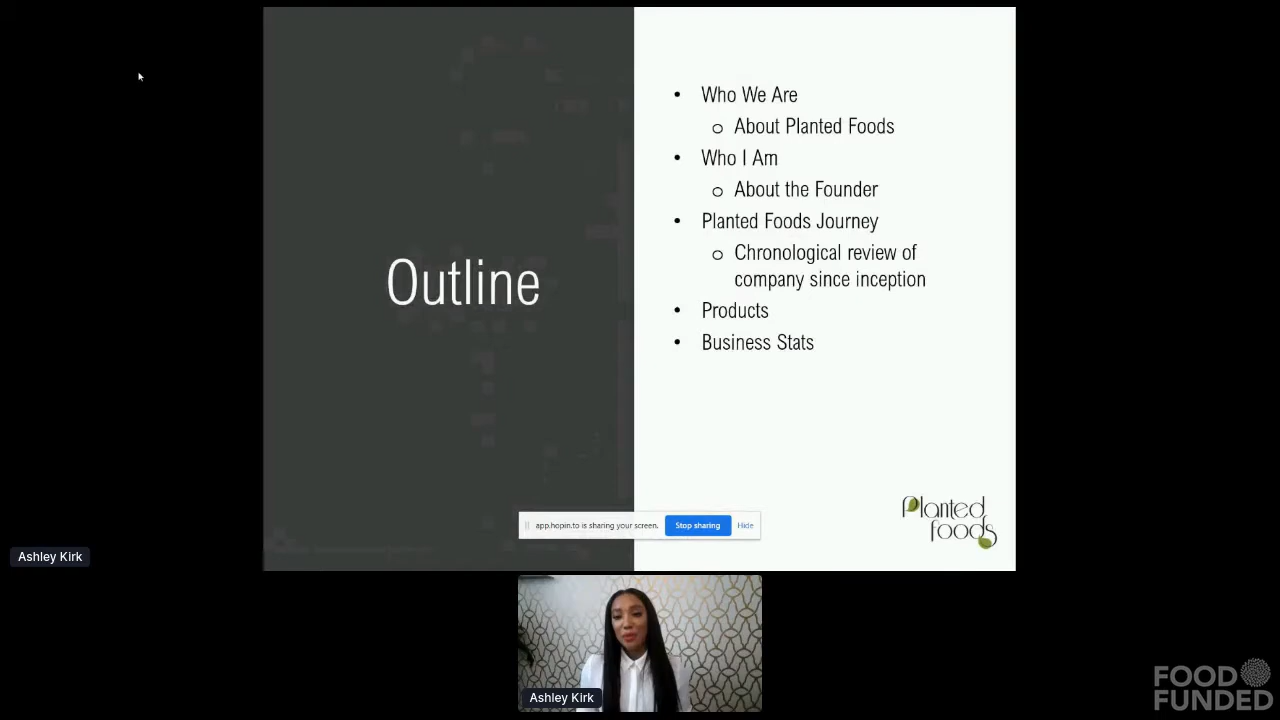 Outline
• Who We Are
o About Planted Foods
• Who I Am
o About the Founder
• Planted Foods Journey
o Chronological review of
company since inception
• Products
• Business Stats
Planted
foods
app.hopin.to is sharing your screen. Stop sharing Hide
Ashley Kirk
Ashley Kirk
FOOD
FUNDED